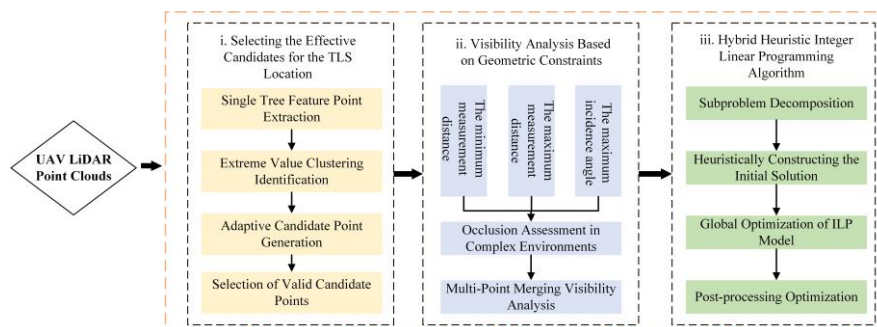 UAV LiDAR
Point Clouds
i. Selecting the Effective
Candidates for the TLS
Location
Single Tree Feature Point
Extraction
Extreme Value Clustering
Identification
Adaptive Candidate Point
Generation
Selection of Valid Candidate
Points
ii. Visibility Analysis Based
on Geometric Constraints
The minimum
measurement
distance
The maximum
measurement
distance
The maximum
incidence angle
Occlusion Assessment in
Complex Environments
Multi-Point Merging Visibility
Analysis
iii. Hybrid Heuristic Integer
Linear Programming
Algorithm
Subproblem Decomposition
Heuristically Constructing the
Initial Solution
Global Optimization of ILP
Model
Post-processing Optimization